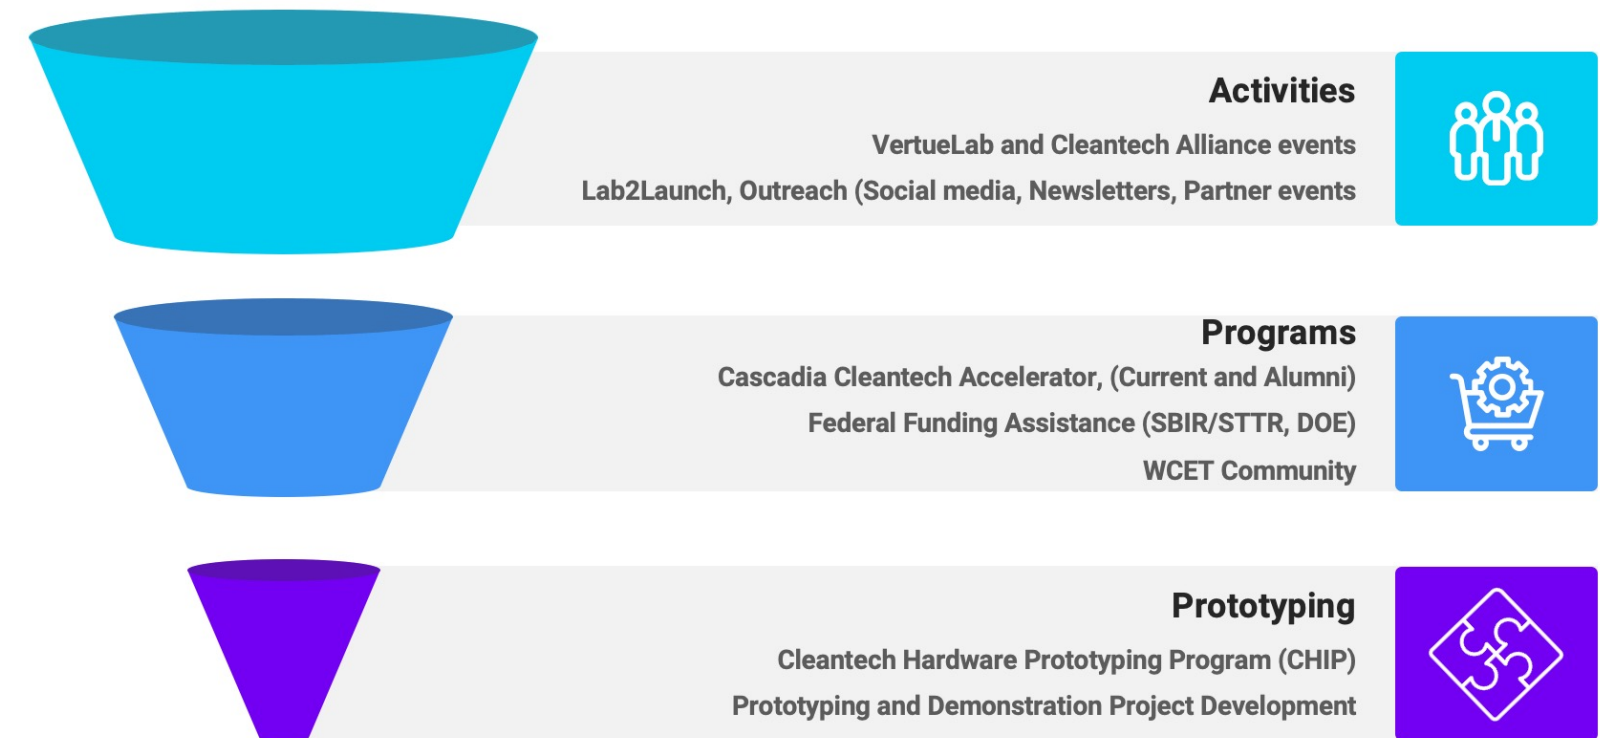 Activities
VertueLab and Cleantech Alliance events
Lab2Launch, Outreach (Social media, Newsletters, Partner events
Programs
Cascadia Cleantech Accelerator, (Current and Alumni)
Federal Funding Assistance (SBIR/STTR, DOE)
WCET Community
Prototyping
Cleantech Hardware Prototyping Program (CHIP)
Prototyping and Demonstration Project Development